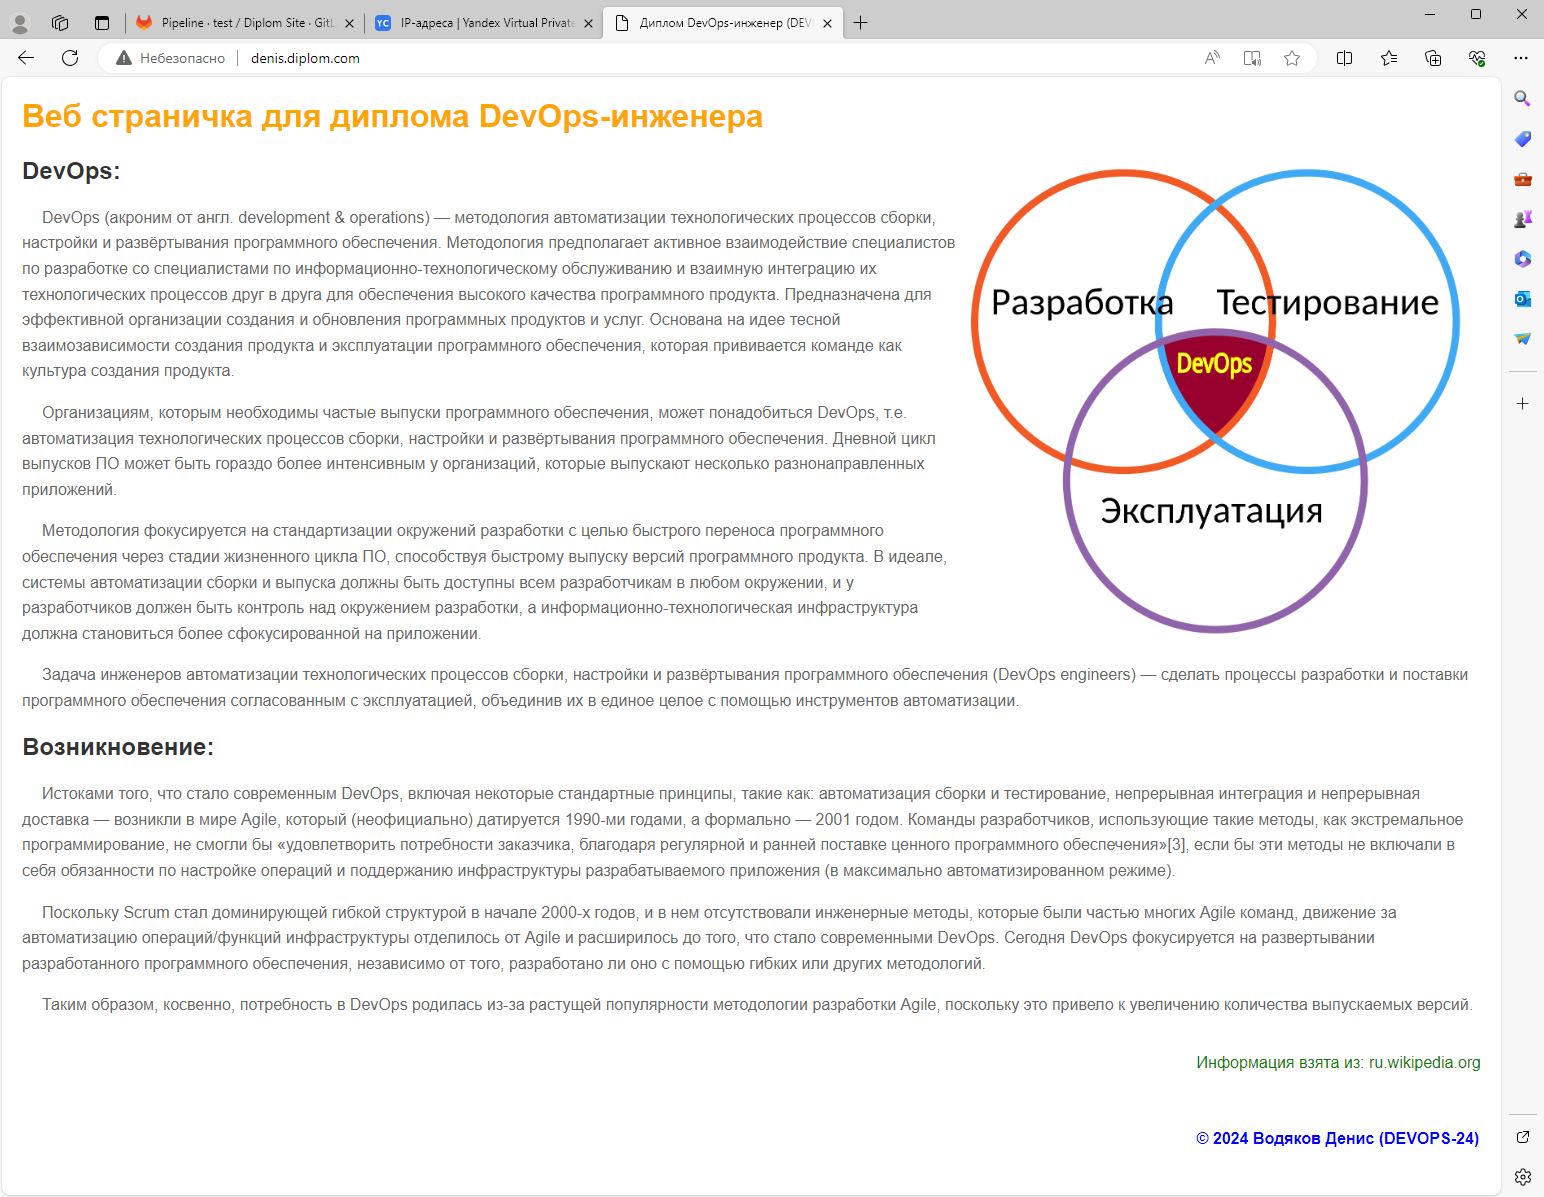 Pipeline · test / Diplom Site · GitL
IP-адреса | Yandex Virtual Private
Диплом DevOps-инженер (DEV
Небезопасно
denis.diplom.com
Веб страничка для диплома DevOps-инженера
DevOps:
DevOps (акроним от англ. development & operations) — методология автоматизации технологических процессов сборки,
настройки и развёртывания программного обеспечения. Методология предполагает активное взаимодействие специалистов
по разработке со специалистами по информационно-технологическому обслуживанию и взаимную интеграцию их
технологических процессов друг в друга для обеспечения высокого качества программного продукта. Предназначена для
эффективной организации создания и обновления программных продуктов и услуг. Основана на идее тесной
взаимозависимости создания продукта и эксплуатации программного обеспечения, которая прививается команде как
культура создания продукта.
Организациям, которым необходимы частые выпуски программного обеспечения, может понадобиться DevOps, т.е.
автоматизация технологических процессов сборки, настройки и развёртывания программного обеспечения. Дневной цикл
выпусков ПО может быть гораздо более интенсивным у организаций, которые выпускают несколько разнонаправленных
приложений.
Методология фокусируется на стандартизации окружений разработки с целью быстрого переноса программного
обеспечения через стадии жизненного цикла ПО, способствуя быстрому выпуску версий программного продукта. В идеале,
системы автоматизации сборки и выпуска должны быть доступны всем разработчикам в любом окружении, и у
разработчиков должен быть контроль над окружением разработки, а информационно-технологическая инфраструктура
должна становиться более сфокусированной на приложении.
Разработка
Тестирование
DevOps
Эксплуатация
Задача инженеров автоматизации технологических процессов сборки, настройки и развёртывания программного обеспечения (DevOps engineers) — сделать процессы разработки и поставки
программного обеспечения согласованным с эксплуатацией, объединив их в единое целое с помощью инструментов автоматизации.
Возникновение:
Истоками того, что стало современным DevOps, включая некоторые стандартные принципы, такие как: автоматизация сборки и тестирование, непрерывная интеграция и непрерывная
доставка — возникли в мире Agile, который (неофициально) датируется 1990-ми годами, а формально — 2001 годом. Команды разработчиков, использующие такие методы, как экстремальное
программирование, не смогли бы «удовлетворить потребности заказчика, благодаря регулярной и ранней поставке ценного программного обеспечения»[3], если бы эти методы не включали в
себя обязанности по настройке операций и поддержанию инфраструктуры разрабатываемого приложения (в максимально автоматизированном режиме).
Поскольку Scrum стал доминирующей гибкой структурой в начале 2000-х годов, и в нем отсутствовали инженерные методы, которые были частью многих Agile команд, движение за
автоматизацию операций/функций инфраструктуры отделилось от Agile и расширилось до того, что стало современными DevOps. Сегодня DevOps фокусируется на развертывании
разработанного программного обеспечения, независимо от того, разработано ли оно с помощью гибких или других методологий.
Таким образом, косвенно, потребность в DevOps родилась из-за растущей популярности методологии разработки Agile, поскольку это привело к увеличению количества выпускаемых версий.
Информация взята из: ru.wikipedia.org
© 2024 Водяков Денис (DEVOPS-24)